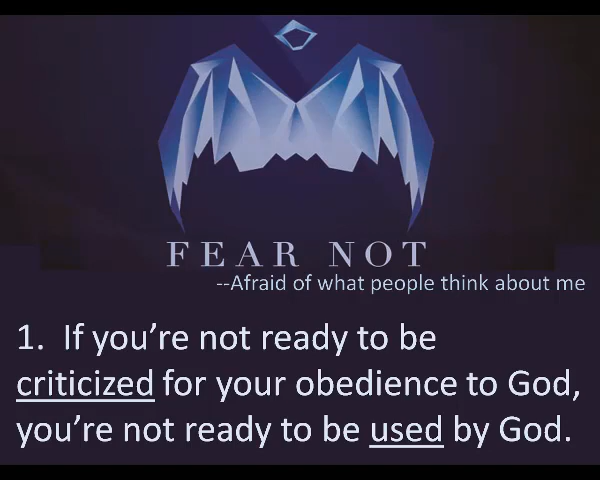 FEAR NOT
--Afraid of what people think about me
1.  If you’re not ready to be
criticized for your obedience to God,
you’re not ready to be used by God.